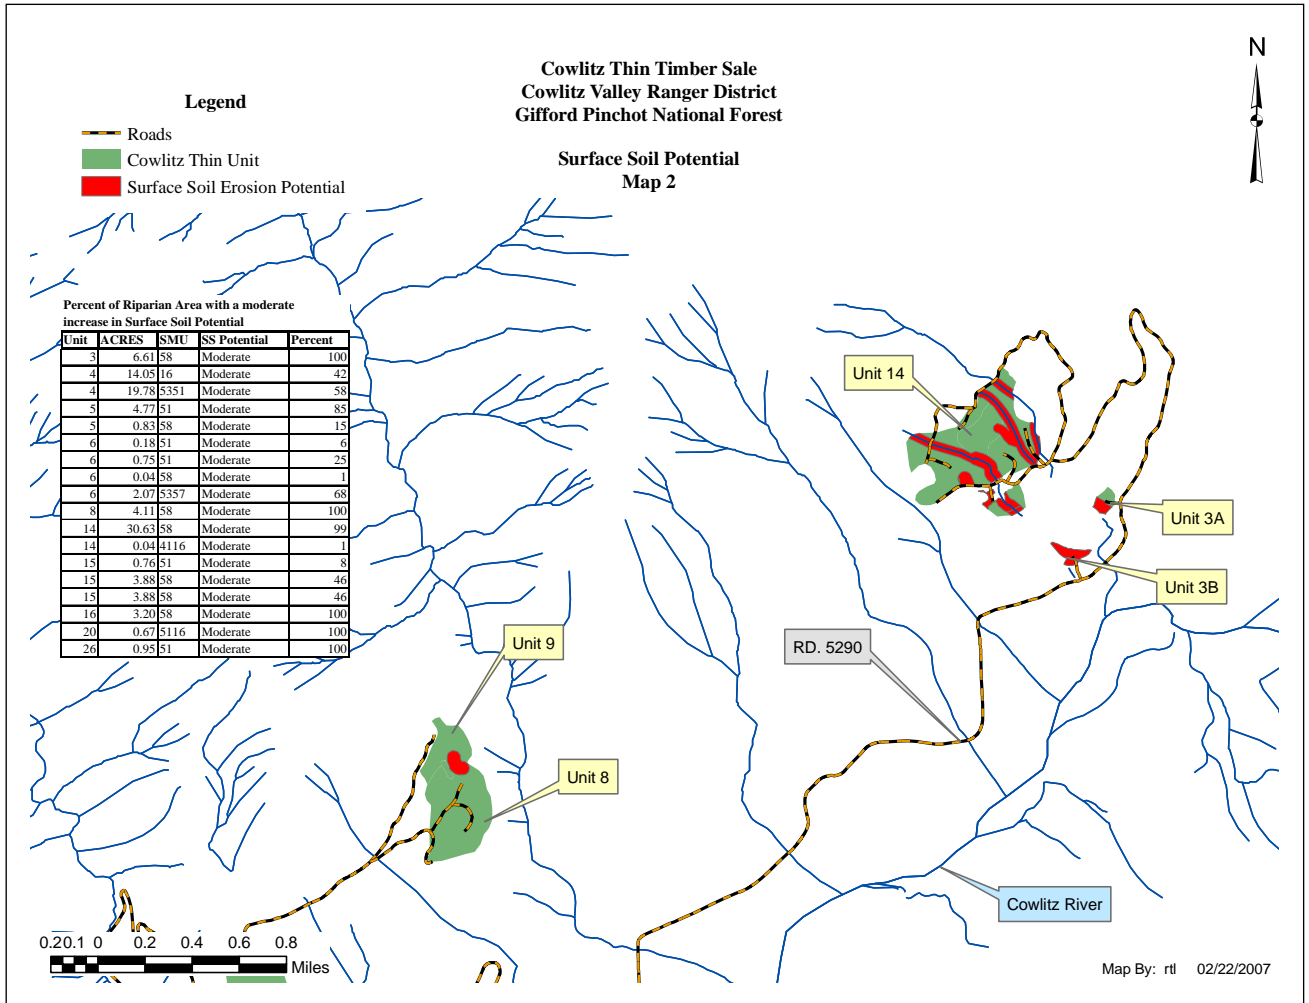 Cowlitz Thin Timber Sale
Cowlitz Valley Ranger District
Gifford Pinchot National Forest
Surface Soil Potential
Map 2
N
Legend
Roads
Cowlitz Thin Unit
Surface Soil Erosion Potential
Percent of Riparian Area with a moderate
increase in Surface Soil Potential
Unit ACRES SMU SS Potential Percent
3 6.61 58 Moderate 100
4 14.05 16 Moderate 42
4 19.78 5351 Moderate 58
5 4.77 51 Moderate 85
5 0.83 58 Moderate 15
6 0.18 51 Moderate 6
6 0.75 51 Moderate 25
6 0.04 58 Moderate 1
6 2.07 5357 Moderate 68
8 4.11 58 Moderate 100
14 30.63 58 Moderate 99
14 0.04 4116 Moderate 1
15 0.76 51 Moderate 8
15 3.88 58 Moderate 46
15 3.88 58 Moderate 46
16 3.20 58 Moderate 100
20 0.67 5116 Moderate 100
26 0.95 51 Moderate 100
Unit 14
Unit 3A
Unit 3B
Unit 9
RD. 5290
Unit 8
Cowlitz River
0.2 0.1 0 0.2 0.4 0.6 0.8
Miles
Map By: rtl 02/22/2007